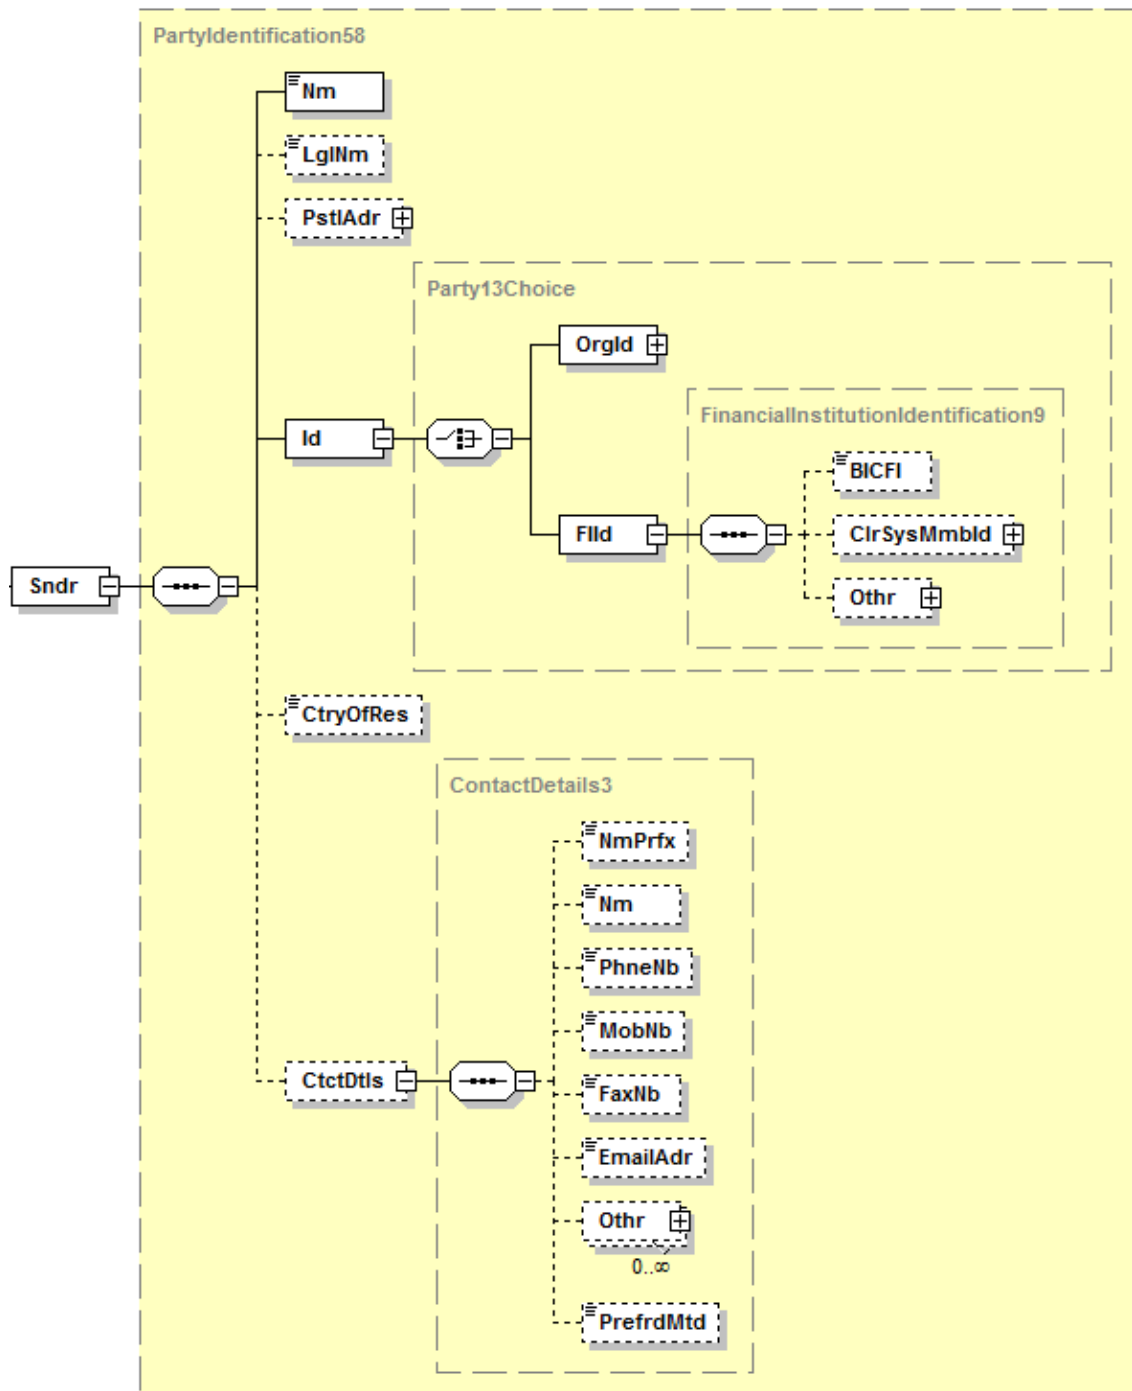 PartyIdentification58
Nm
LglNm
PstlAdr
Party13Choice
OrgId
FinancialInstitutionIdentification9
Id
BICFI
FIId
ClrSysMmbId
Sndr
Othr
CtryOfRes
ContactDetails3
NmPrfx
Nm
PhneNb
MobNb
CtctDtls
FaxNb
EmailAdr
Othr
0..∞
PrefrdMtd